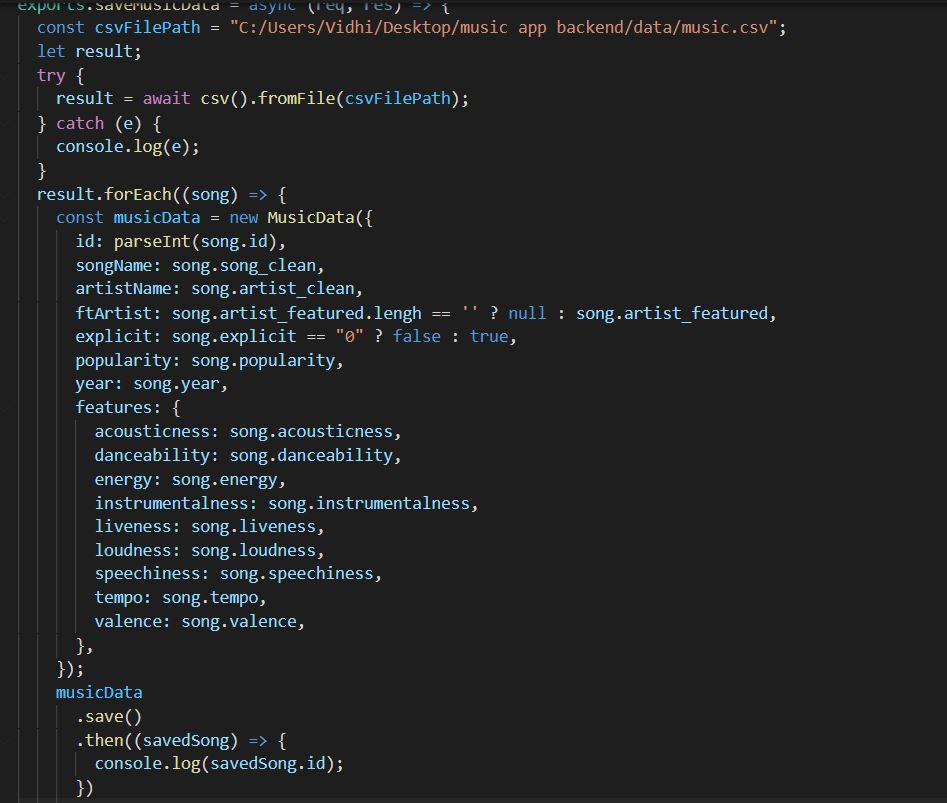 exports.saveMusicData = async (req, res) => {
const csvFilePath = "C:/Users/Vidhi/Desktop/music app backend/data/music.csv";
let result;
try {
result = await csv().fromFile(csvFilePath);
} catch (e) {
console.log(e);
}
result.forEach((song) => {
const musicData = new MusicData({
id: parseInt(song.id),
songName: song.song_clean,
artistName: song.artist_clean,
ftArtist: song.artist_featured.lengh == '' ? null : song.artist_featured,
explicit: song.explicit == "0" ? false : true,
popularity: song.popularity,
year: song.year,
features: {
acousticness: song.acousticness,
danceability: song.danceability,
energy: song.energy,
instrumentalness: song.instrumentalness,
liveness: song.liveness,
loudness: song.loudness,
speechiness: song.speechiness,
tempo: song.tempo,
valence: song.valence,
},
});
musicData
.save()
.then((savedSong) => {
console.log(savedSong.id);
})